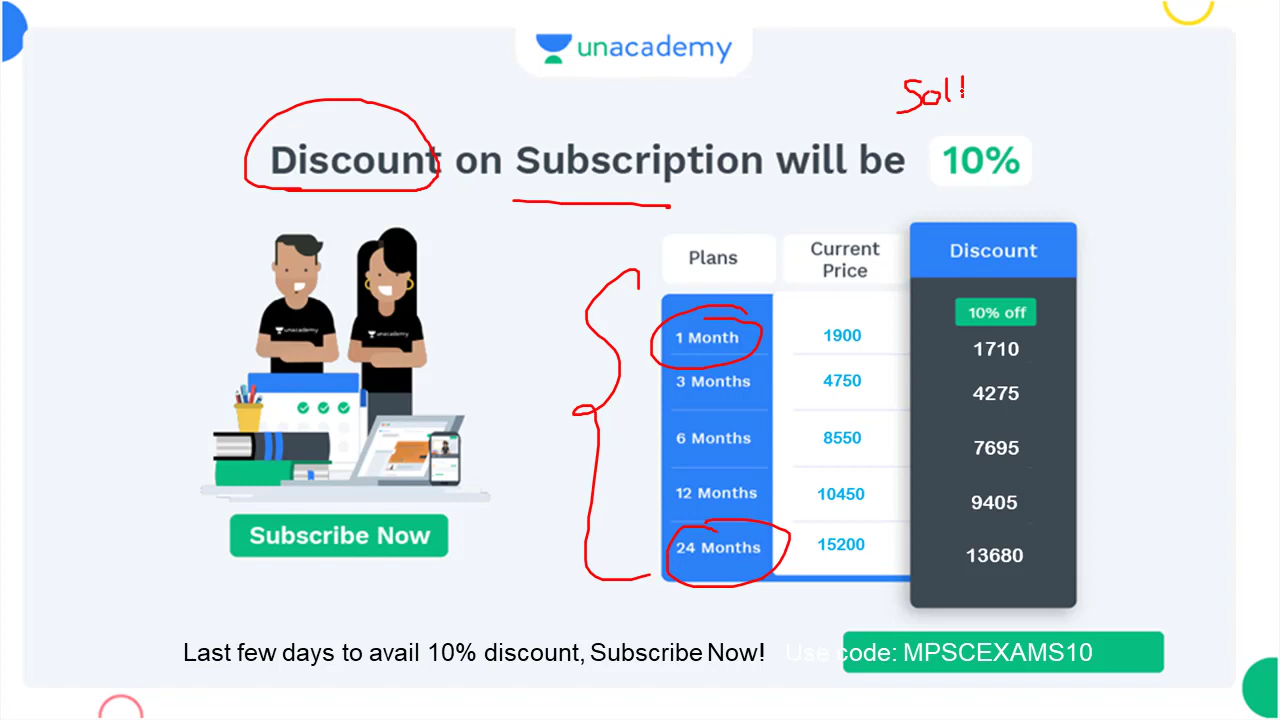 unacademy
Discount on Subscription will be 10%
unacademy
unacademy
Subscribe Now
Plans
Current
Price
Discount
10% off
1 Month 1900 1710
3 Months 4750 4275
6 Months 8550 7695
12 Months 10450 9405
24 Months 15200 13680
Last few days to avail 10% discount, Subscribe Now! Use code: MPSCEXAMS10